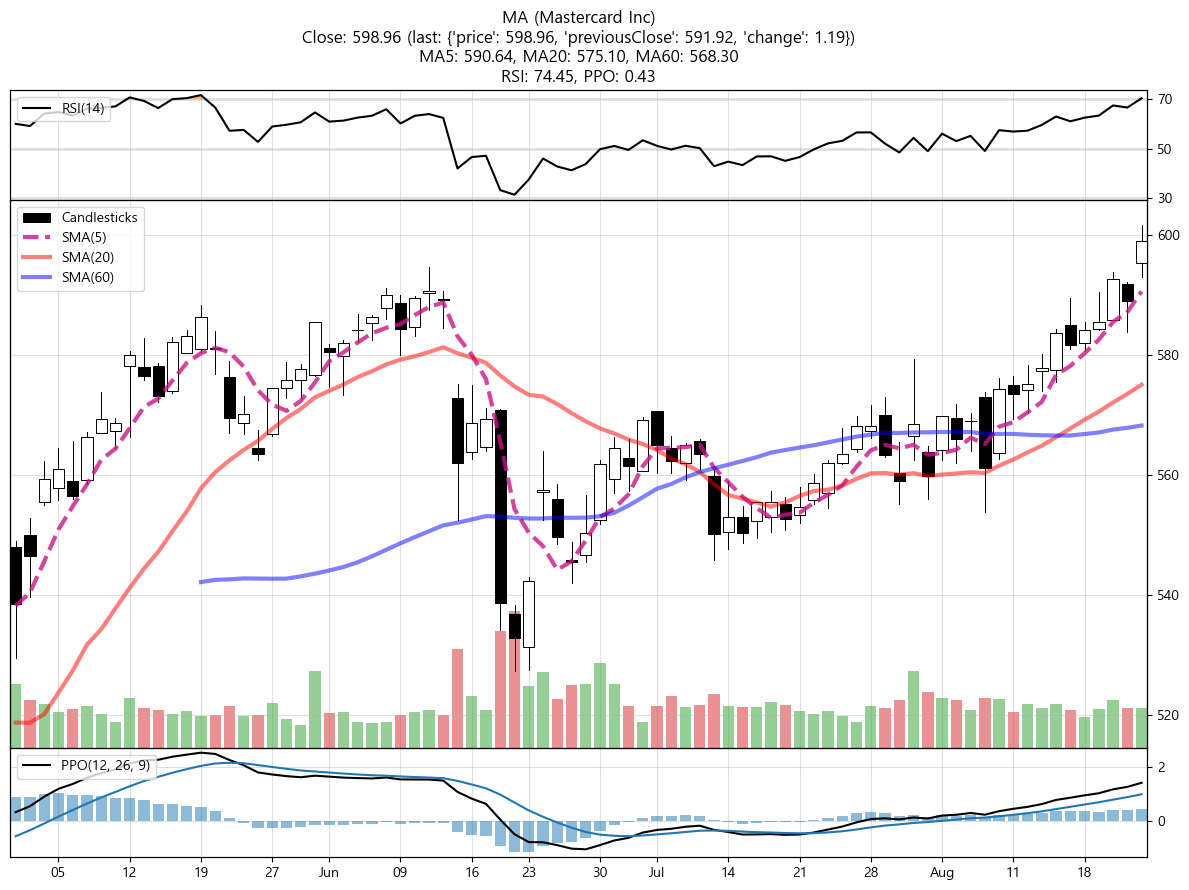 MA (Mastercard Inc)
Close: 598.96 (last: {'price': 598.96, 'previousClose': 591.92, 'change': 1.19})
MA5: 590.64, MA20: 575.10, MA60: 568.30
RSI: 74.45, PPO: 0.43
RSI(14)
70
50
30
Candlesticks
SMA(5)
SMA(20)
SMA(60)
600
580
560
540
520
PPO(12, 26, 9)
2
0
05 12 19 27 Jun 09 16 23 30 Jul 14 21 28 Aug 11 18